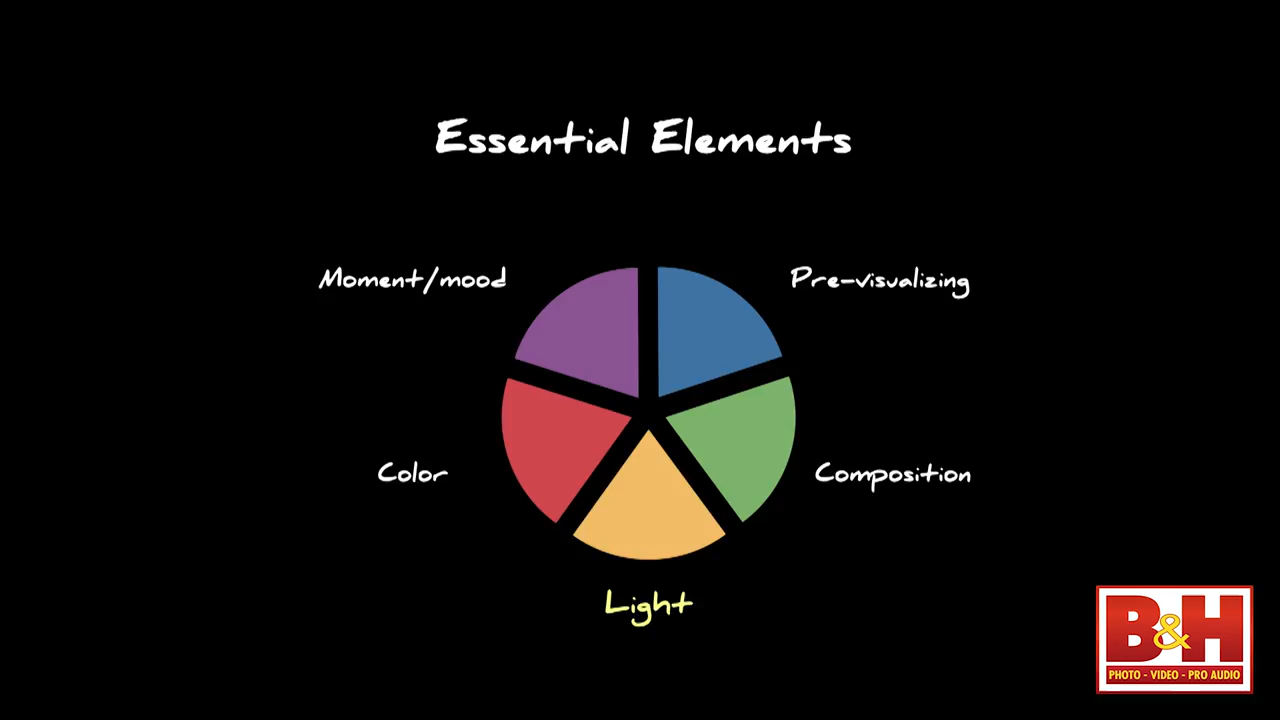 Essential Elements
Moment/mood
Pre-visualizing
Color
Composition
Light
B&H
PHOTO - VIDEO - PRO AUDIO